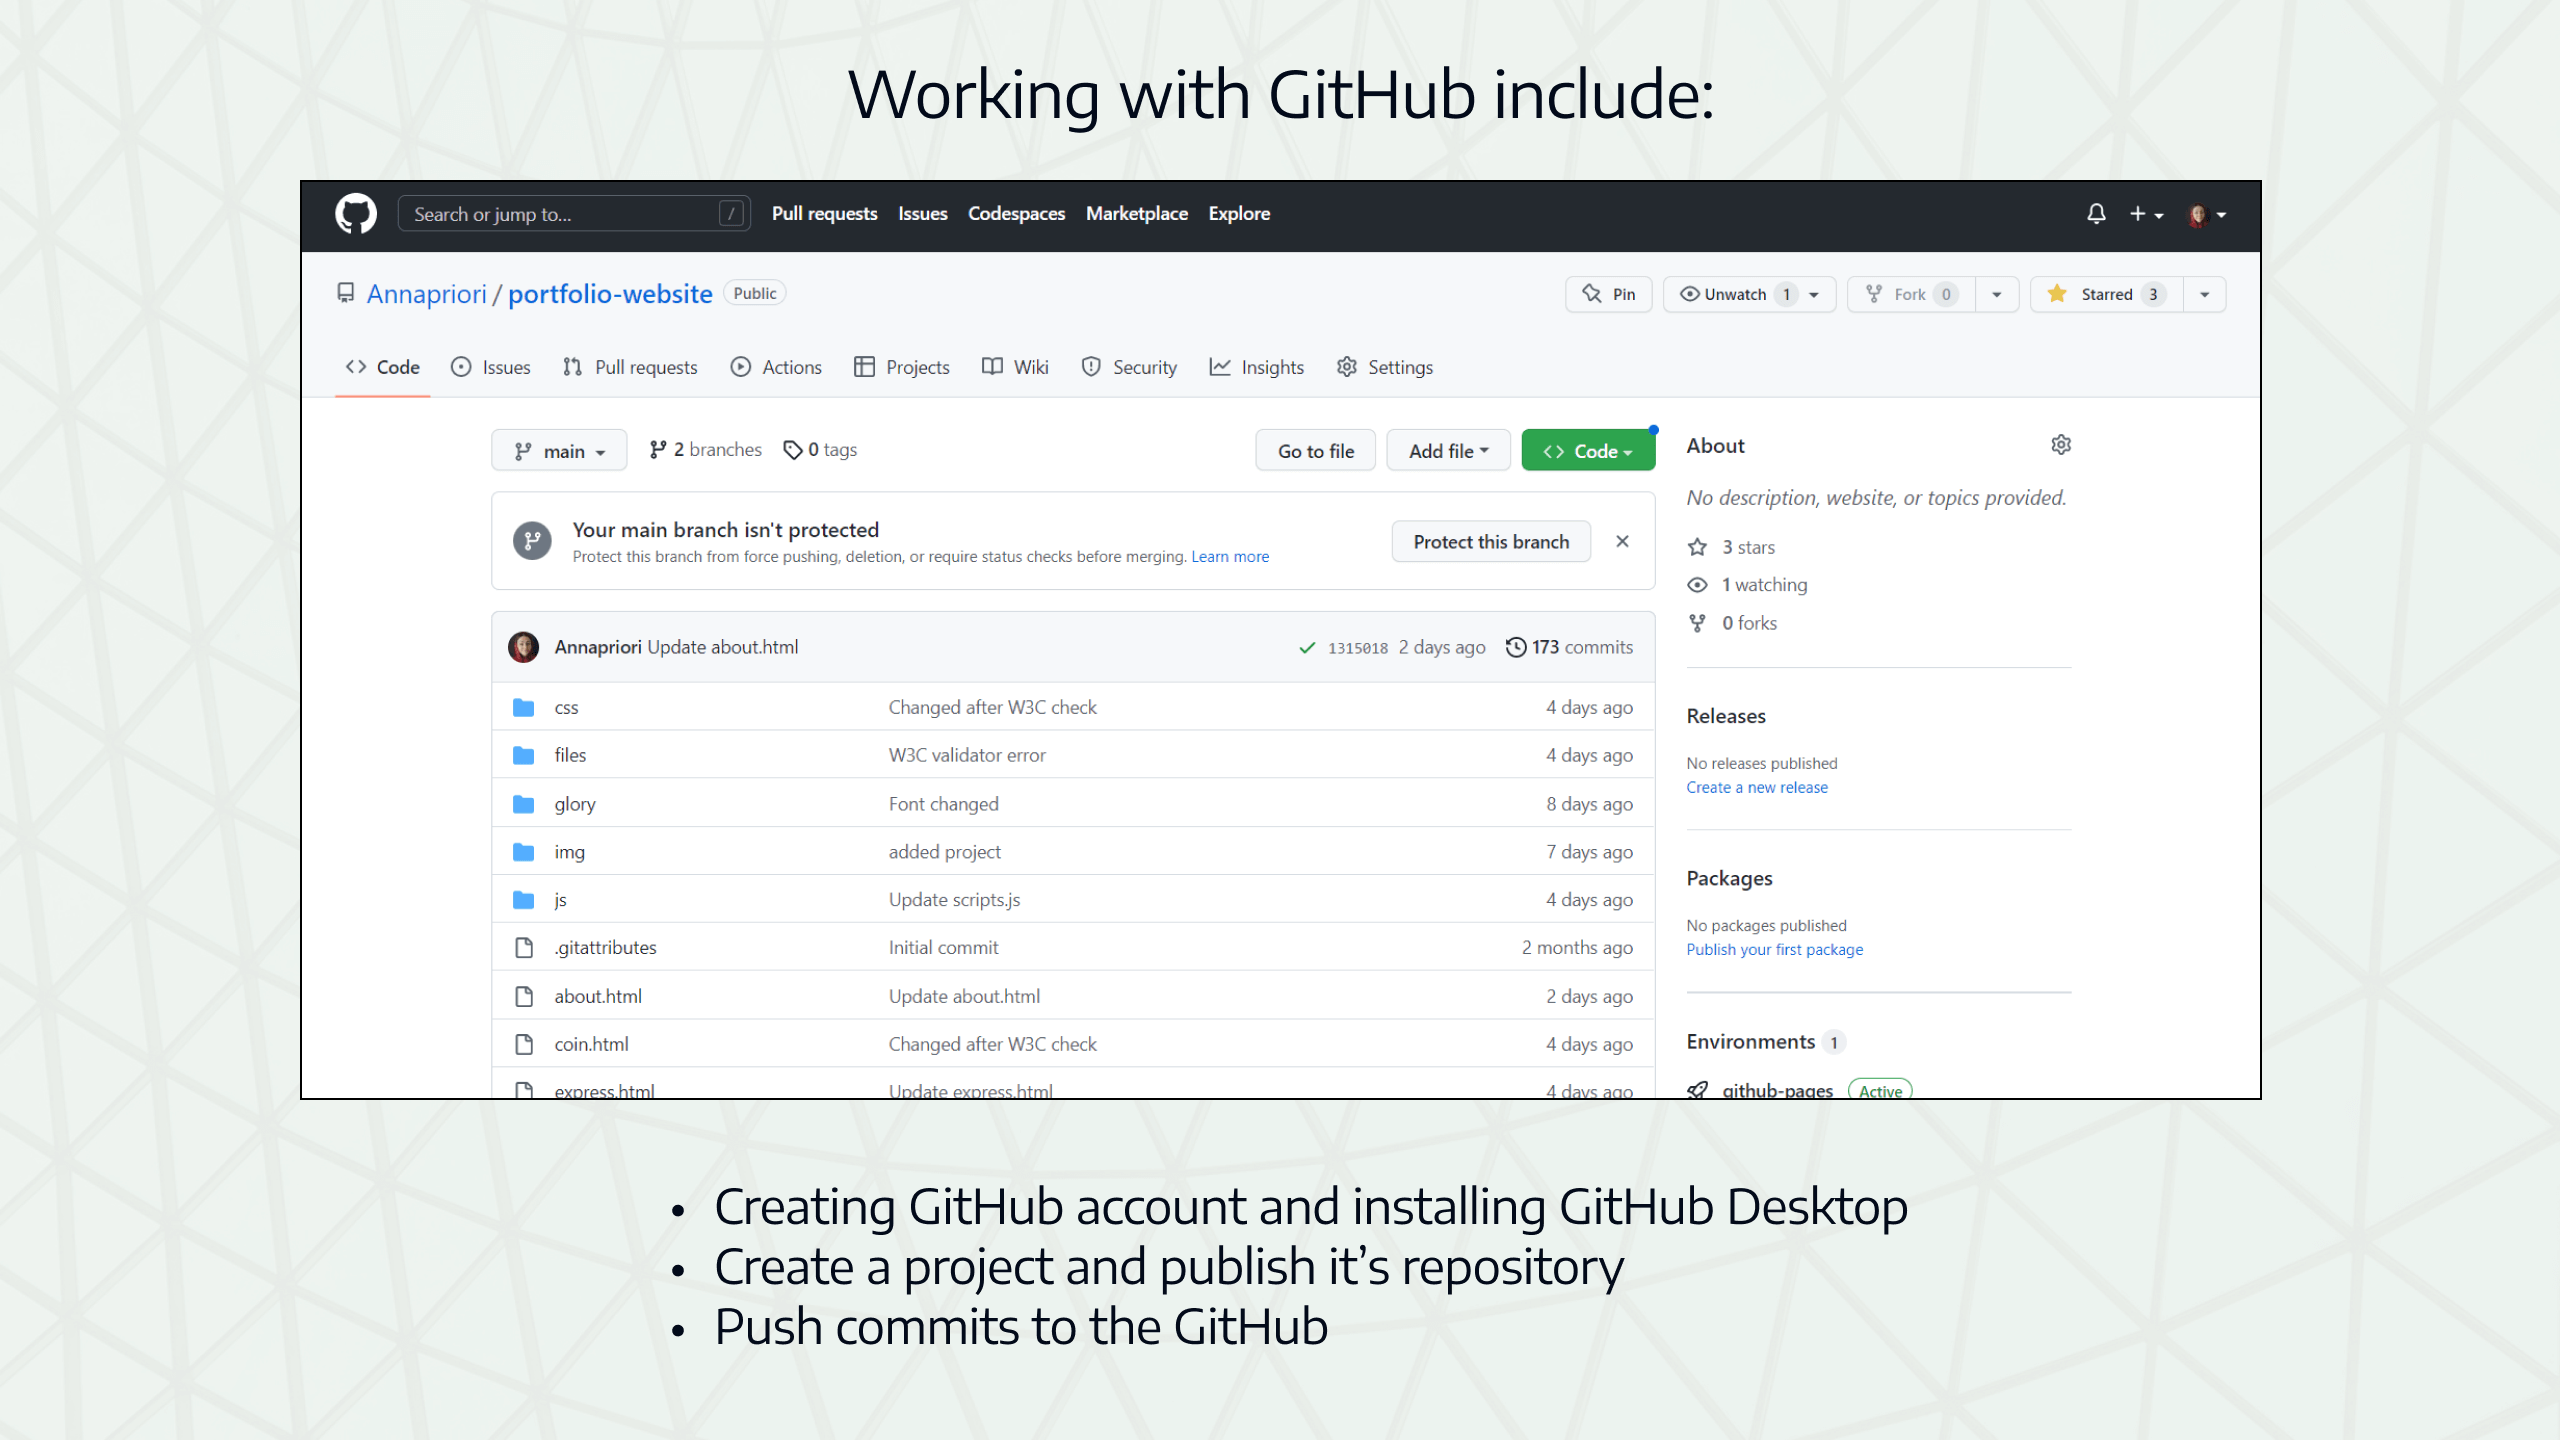 Working with GitHub include:
Search or jump to... / Pull requests Issues Codespaces Marketplace Explore
Annapriori / portfolio-website Public Pin Unwatch 1 Fork 0 Starred 3
Code Issues Pull requests Actions Projects Wiki Security Insights Settings
main 2 branches 0 tags Go to file Add file Code
Your main branch isn't protected
Protect this branch from force pushing, deletion, or require status checks before merging. Learn more
Protect this branch
Annapriori Update about.html 1315018 2 days ago 173 commits
css Changed after W3C check 4 days ago
files W3C validator error 4 days ago
glory Font changed 8 days ago
img added project 7 days ago
js Update scripts.js 4 days ago
.gitattributes Initial commit 2 months ago
about.html Update about.html 2 days ago
coin.html Changed after W3C check 4 days ago
express.html Update express.html 4 days ago
About
No description, website, or topics provided.
3 stars
1 watching
0 forks
Releases
No releases published
Create a new release
Packages
No packages published
Publish your first package
Environments 1
github-pages Active
• Creating GitHub account and installing GitHub Desktop
• Create a project and publish it’s repository
• Push commits to the GitHub